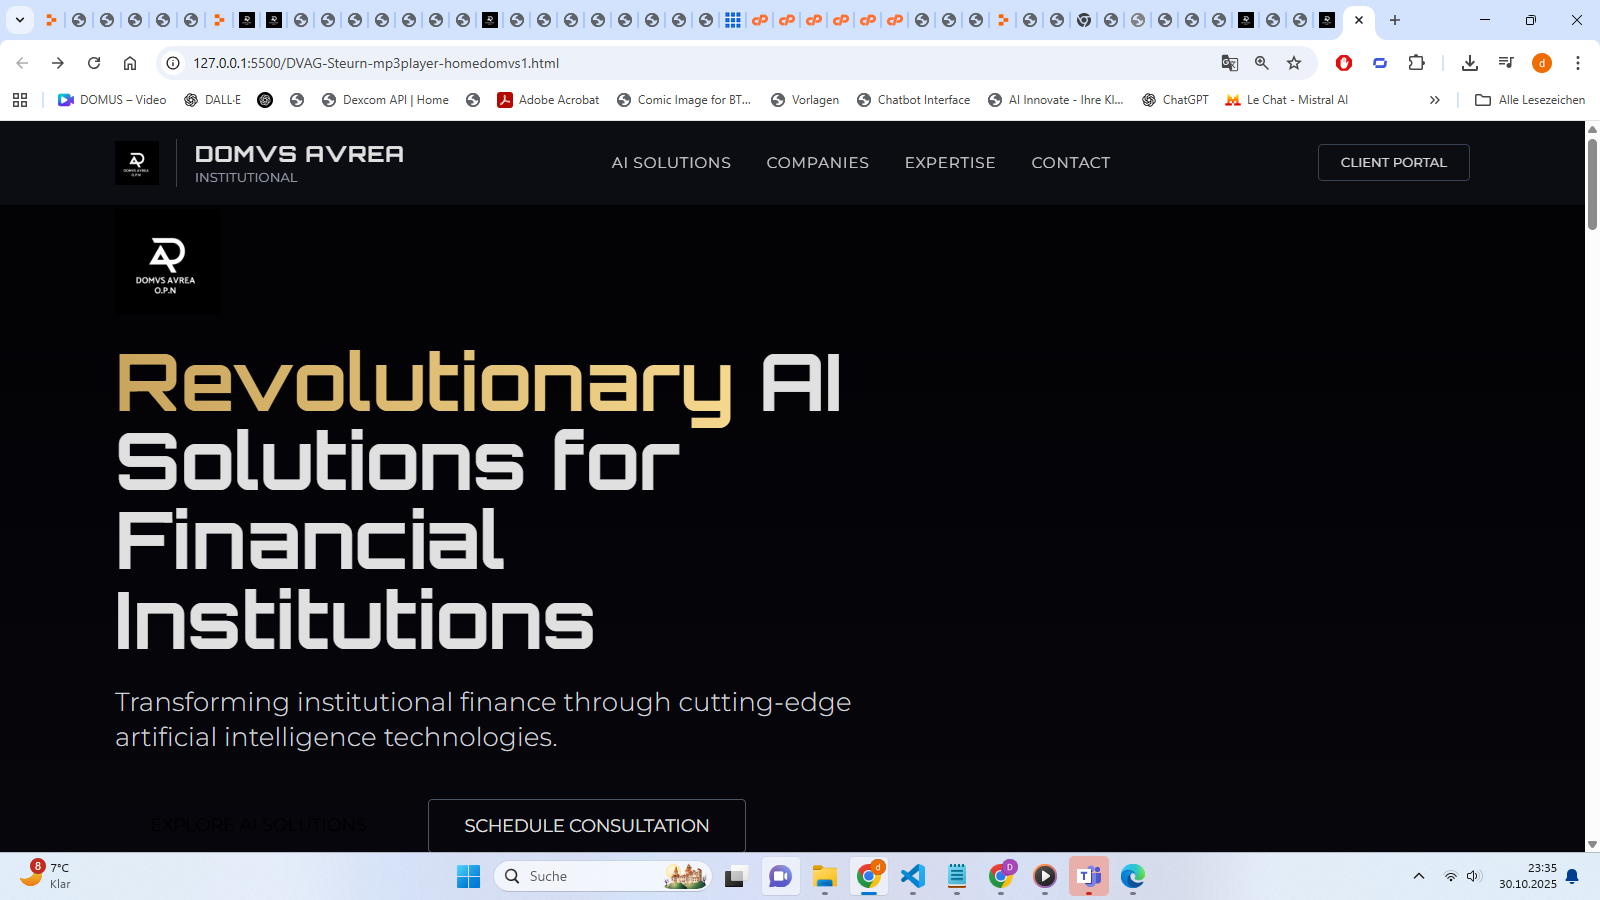 127.0.0.1:5500/DVAG-Steurn-mp3player-homedomvs1.html
d
DOMUS – Video
DALL·E
Dexcom API | Home
Adobe Acrobat
Comic Image for BT...
Vorlagen
Chatbot Interface
AI Innovate - Ihre KI...
ChatGPT
Le Chat - Mistral AI
Alle Lesezeichen
DOMVS AVREA
INSTITUTIONAL
AI SOLUTIONS
COMPANIES
EXPERTISE
CONTACT
CLIENT PORTAL
DOMVS AVREA
O.P.N
Revolutionary AI
Solutions for
Financial
Institutions
Transforming institutional finance through cutting-edge
artificial intelligence technologies.
EXPLORE AI SOLUTIONS
SCHEDULE CONSULTATION
8
7°C
Klar
Suche
d
D
23:35
30.10.2025